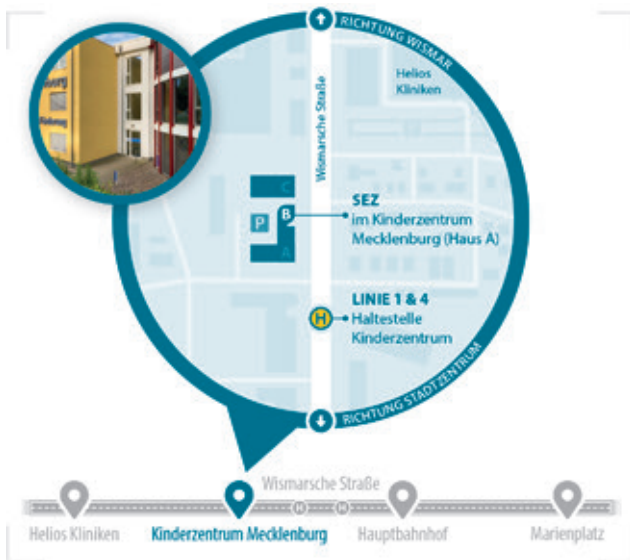 RICHTUNG WISMAR
Helios
Kliniken
Wismarsche Straße
C
B
P
A
SEZ
im Kinderzentrum
Mecklenburg (Haus A)
LINIE 1 & 4
H
Haltestelle
Kinderzentrum
RICHTUNG STADTZENTRUM
Wismarsche Straße
H
H
Helios Kliniken
Kinderzentrum Mecklenburg
Hauptbahnhof
Marienplatz